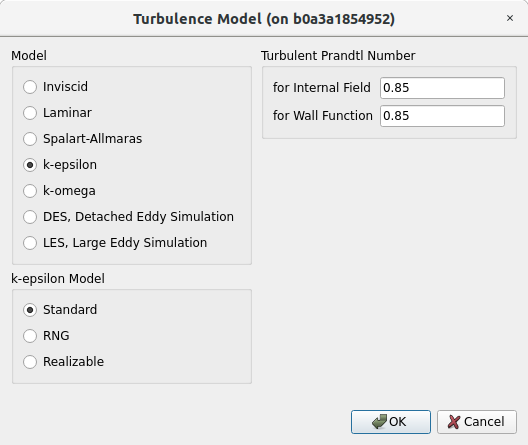 Turbulence Model (on b0a3a1854952)
×
Model
Inviscid
Laminar
Spalart-Allmaras
k-epsilon
k-omega
DES, Detached Eddy Simulation
LES, Large Eddy Simulation
k-epsilon Model
Standard
RNG
Realizable
Turbulent Prandtl Number
for Internal Field 0.85
for Wall Function 0.85
OK Cancel